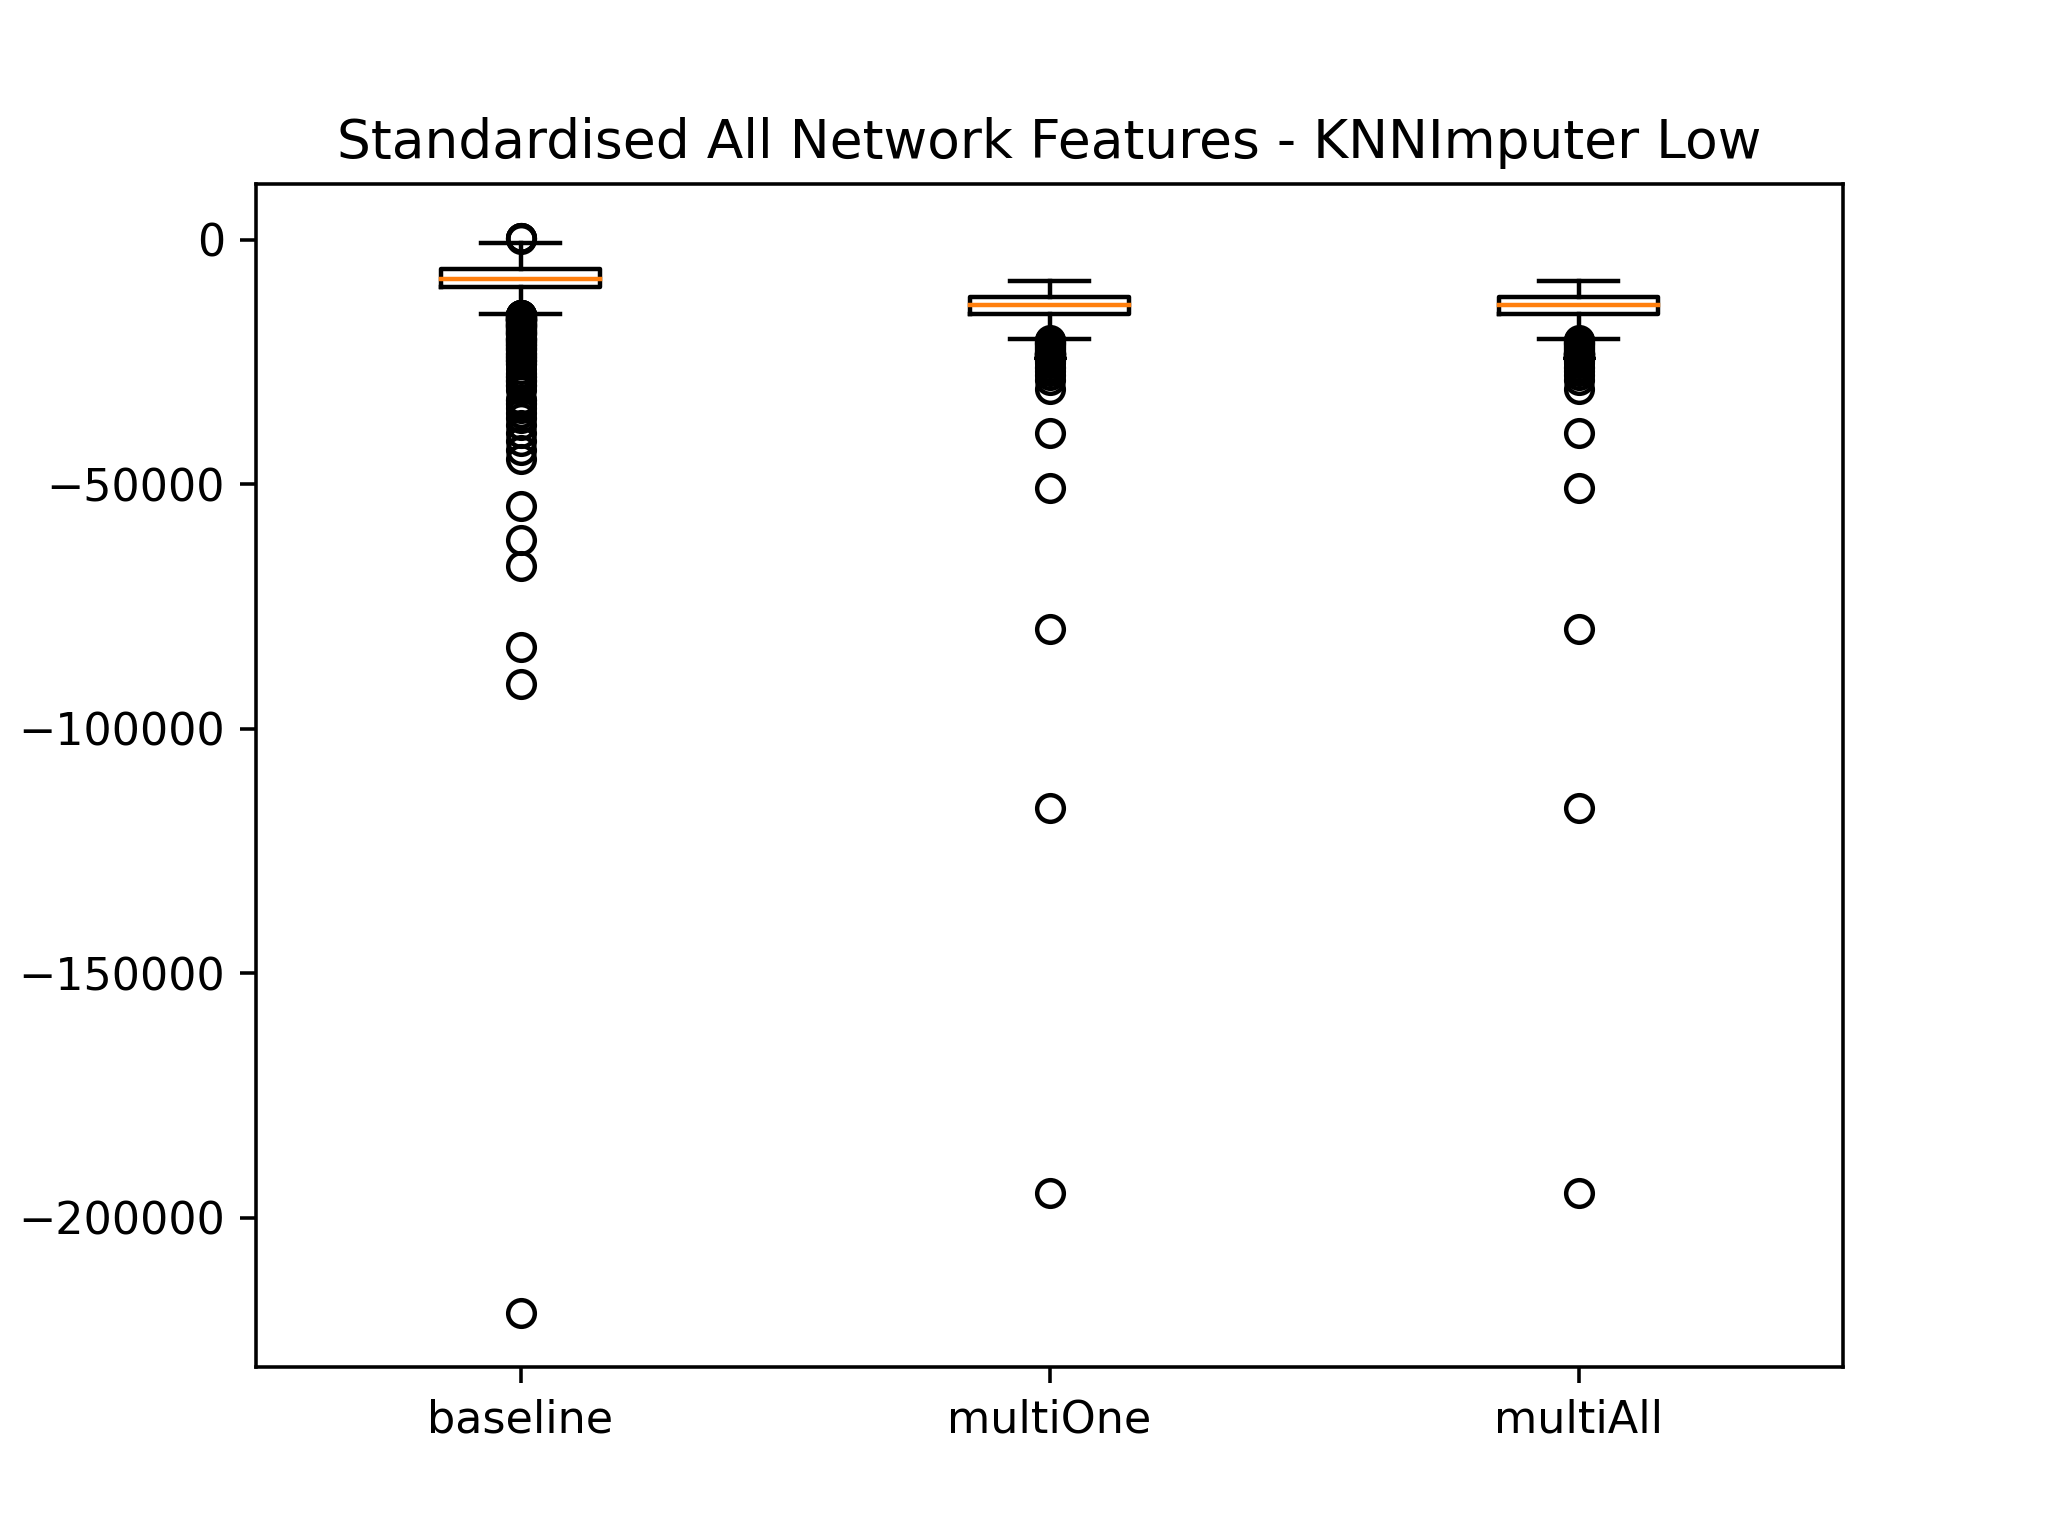 Standardised All Network Features - KNNImputer Low
0
−50000
−100000
−150000
−200000
baseline multiOne multiAll